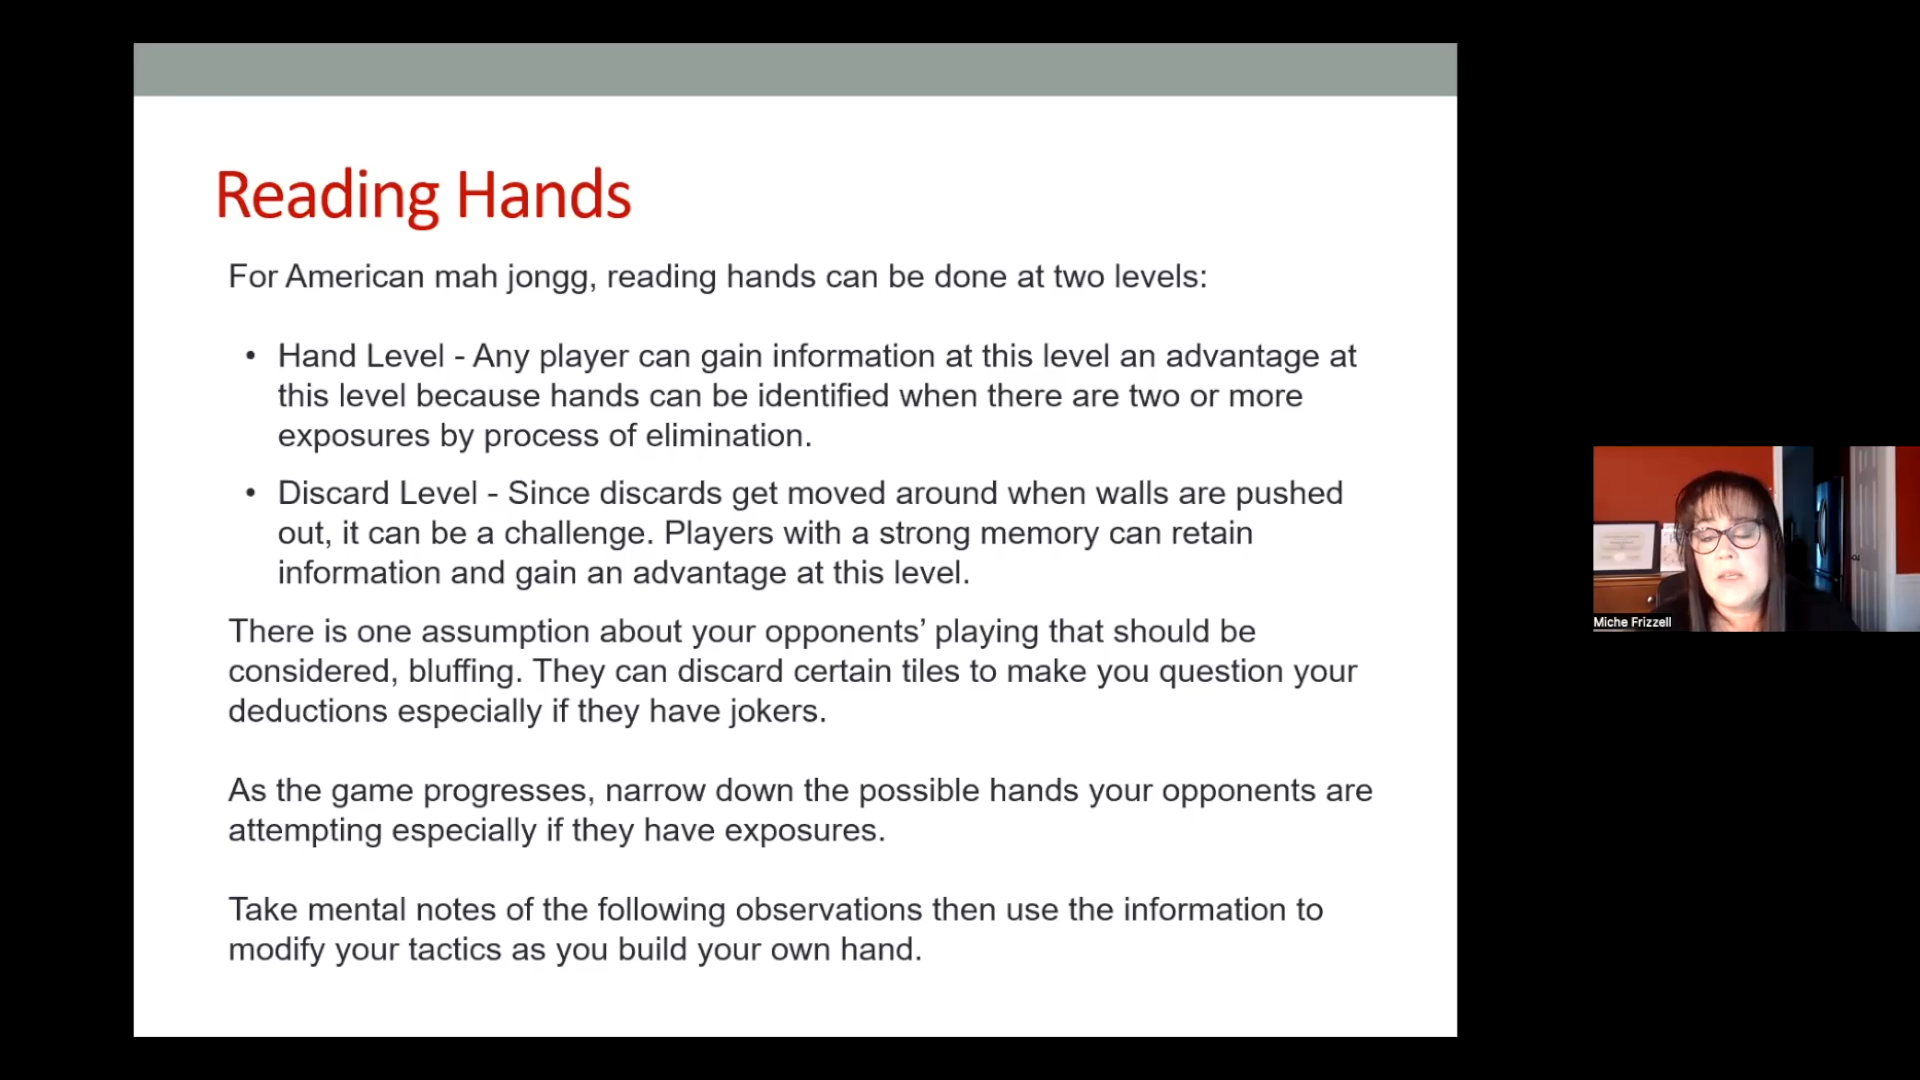 Reading Hands
For American mah jongg, reading hands can be done at two levels:
• Hand Level - Any player can gain information at this level an advantage at
this level because hands can be identified when there are two or more
exposures by process of elimination.
• Discard Level - Since discards get moved around when walls are pushed
out, it can be a challenge. Players with a strong memory can retain
information and gain an advantage at this level.
There is one assumption about your opponents’ playing that should be
considered, bluffing. They can discard certain tiles to make you question your
deductions especially if they have jokers.
As the game progresses, narrow down the possible hands your opponents are
attempting especially if they have exposures.
Take mental notes of the following observations then use the information to
modify your tactics as you build your own hand.
Miche Frizzell